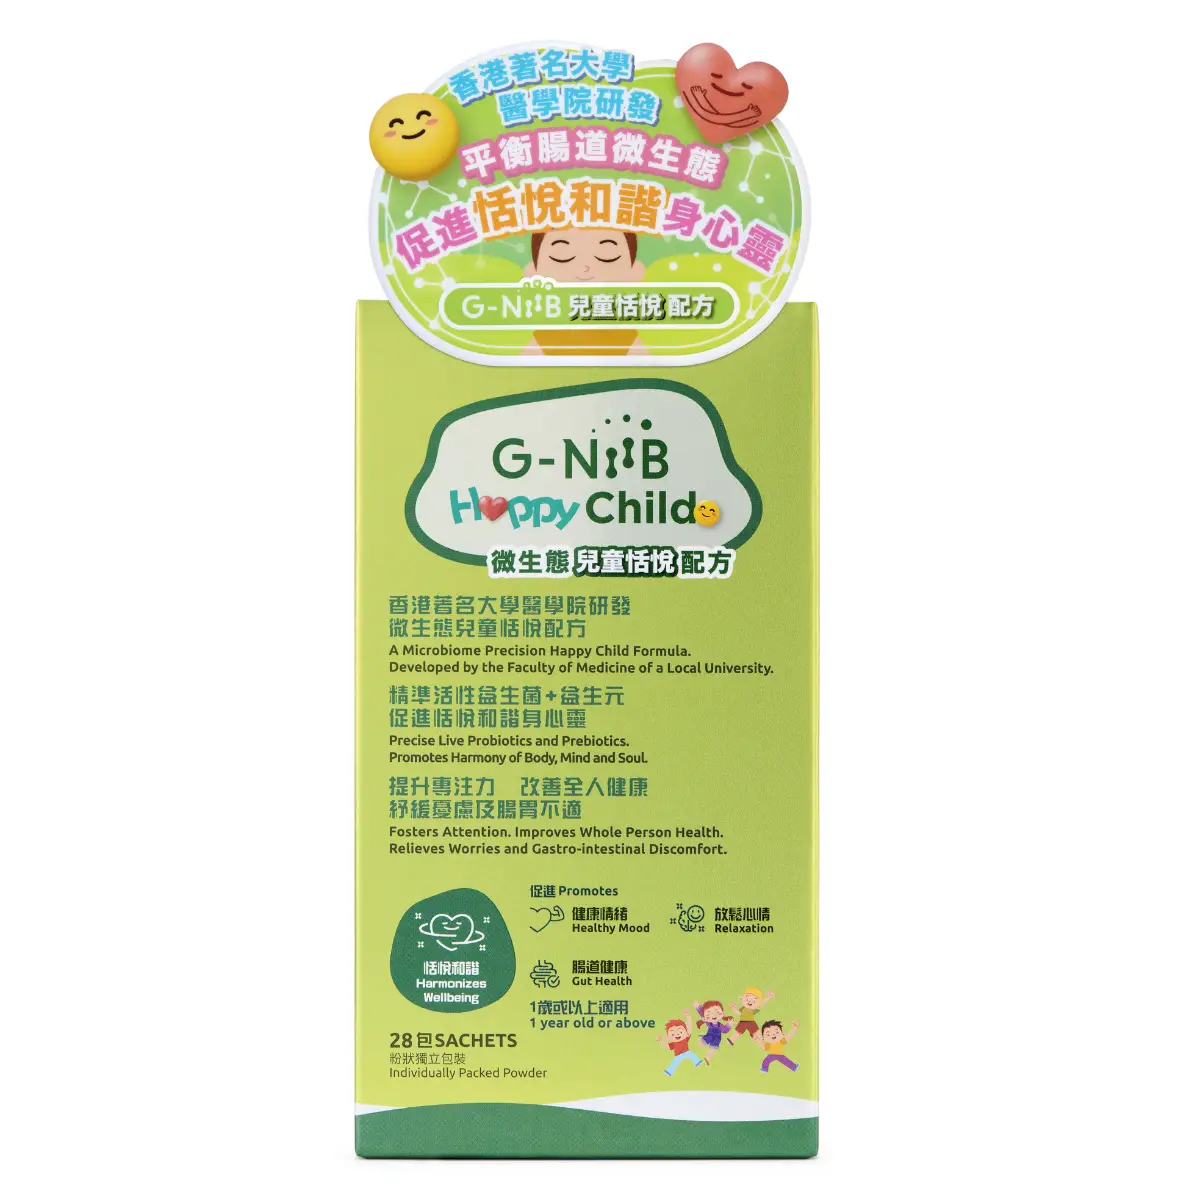 香港著名大學
醫學院研發
平衡腸道微生態
促進恬悅和諧身心靈
G-NiiB 兒童恬悅配方
G-NiiB
Happy Child
微生態兒童恬悅配方
香港著名大學醫學院研發
微生態兒童恬悅配方
A Microbiome Precision Happy Child Formula.
Developed by the Faculty of Medicine of a Local University.
精準活性益生菌+益生元
促進恬悅和諧身心靈
Precise Live Probiotics and Prebiotics.
Promotes Harmony of Body, Mind and Soul.
提升專注力 改善全人健康
紓緩憂慮及腸胃不適
Fosters Attention. Improves Whole Person Health.
Relieves Worries and Gastro-intestinal Discomfort.
恬悅和諧
Harmonizes
Wellbeing
促進 Promotes
健康情緒
Healthy Mood
放鬆心情
Relaxation
腸道健康
Gut Health
1歲或以上適用
1 year old or above
28包SACHETS
粉狀獨立包裝
Individually Packed Powder